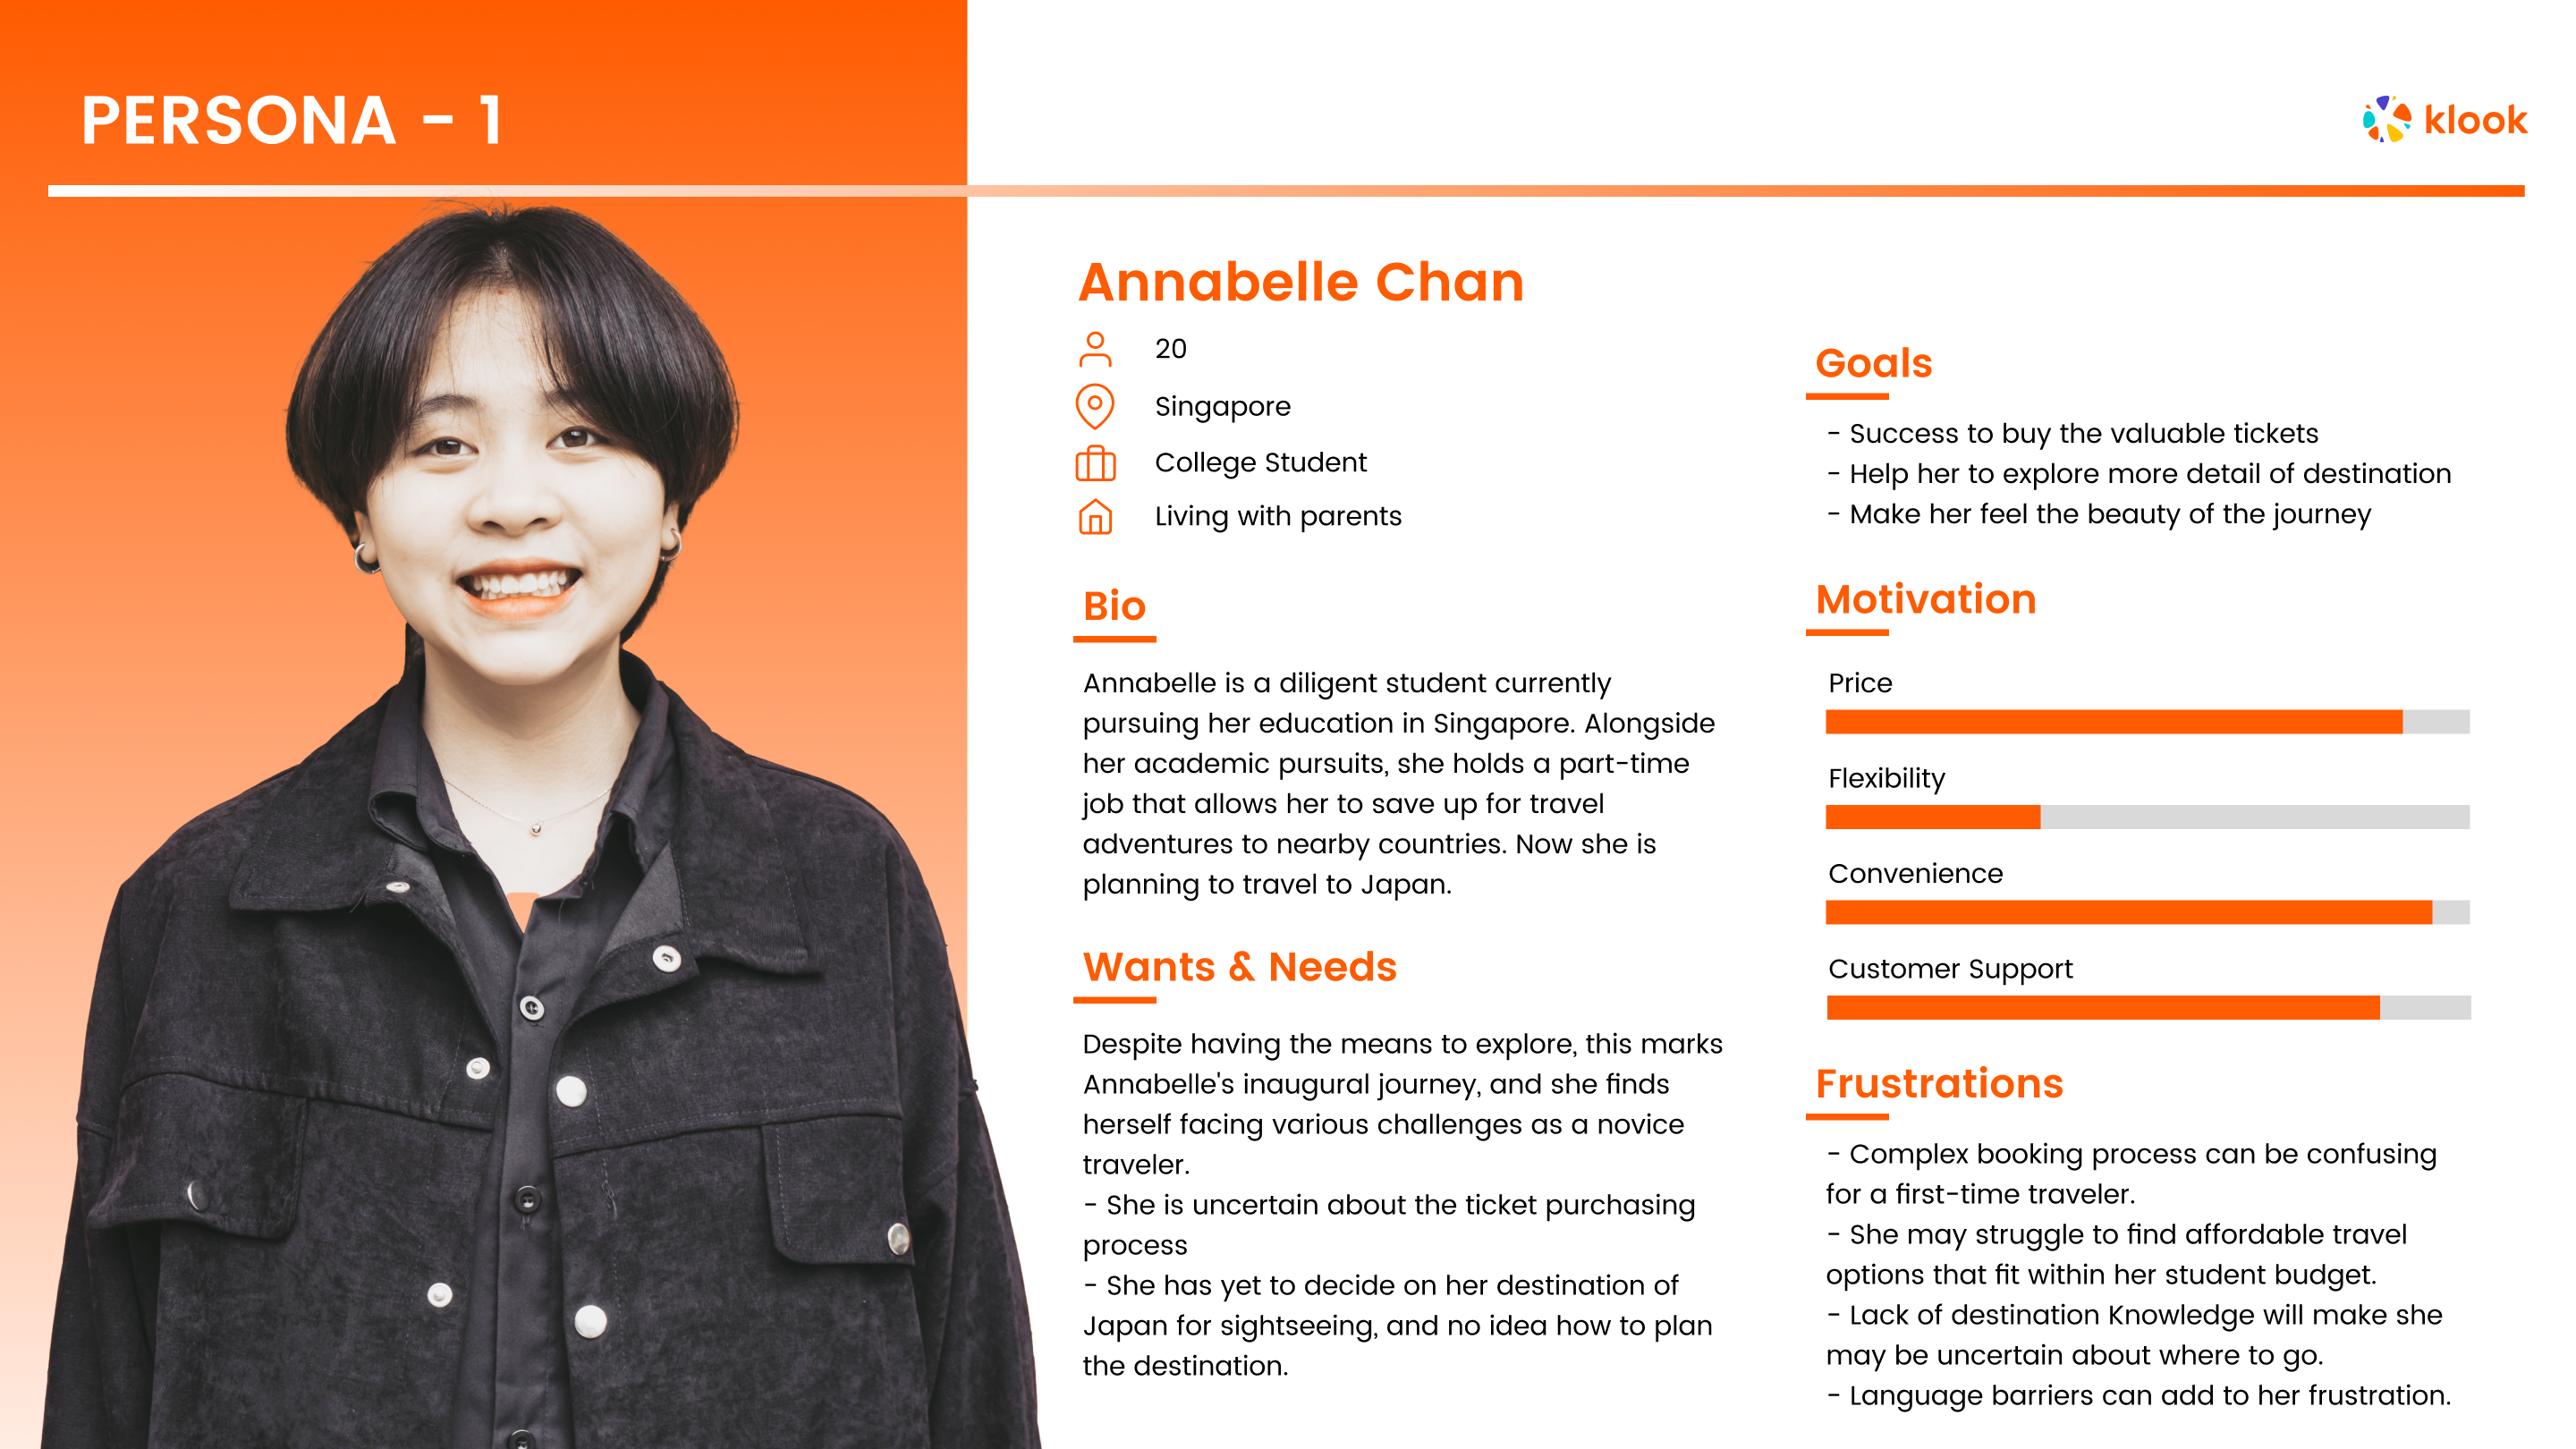 PERSONA - 1
klook
Annabelle Chan
20
Singapore
College Student
Living with parents
Bio
Annabelle is a diligent student currently
pursuing her education in Singapore. Alongside
her academic pursuits, she holds a part-time
job that allows her to save up for travel
adventures to nearby countries. Now she is
planning to travel to Japan.
Wants & Needs
Despite having the means to explore, this marks
Annabelle's inaugural journey, and she finds
herself facing various challenges as a novice
traveler.
- She is uncertain about the ticket purchasing
process
- She has yet to decide on her destination of
Japan for sightseeing, and no idea how to plan
the destination.
Goals
- Success to buy the valuable tickets
- Help her to explore more detail of destination
- Make her feel the beauty of the journey
Motivation
Price
Flexibility
Convenience
Customer Support
Frustrations
- Complex booking process can be confusing
for a first-time traveler.
- She may struggle to find affordable travel
options that fit within her student budget.
- Lack of destination Knowledge will make she
may be uncertain about where to go.
- Language barriers can add to her frustration.